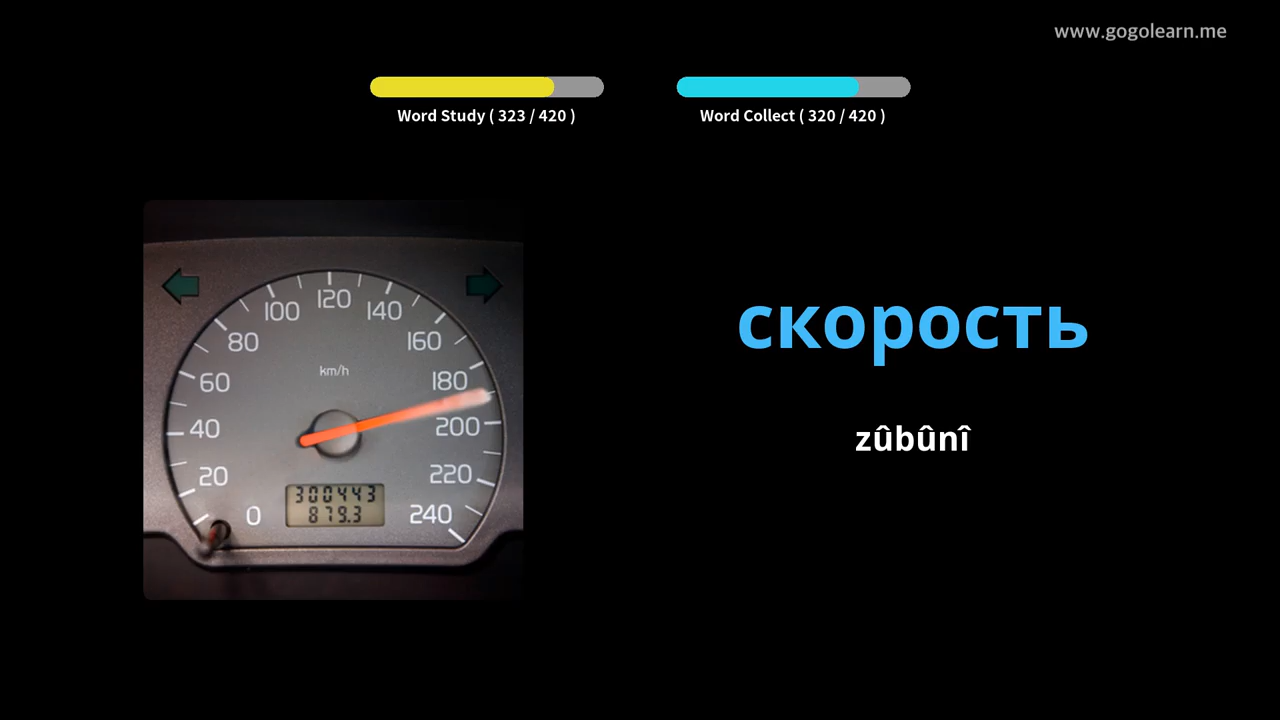 www.gogolearn.me
Word Study ( 323 / 420 )
Word Collect ( 320 / 420 )
120
100
140
80
160
km/h
60
180
40
200
20
220
300443
879.3
0
240
скорость
zûbûnî